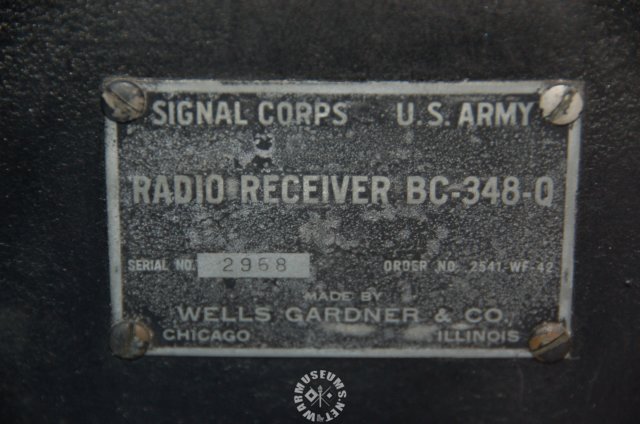 SIGNAL CORPS U.S. ARMY
RADIO RECEIVER BC-348-Q
SERIAL NO. 2968 ORDER NO. 2541-WF-42
MADE BY
WELLS GARDNER & CO.
CHICAGO ILLINOIS
WARMUSEUMS.NET